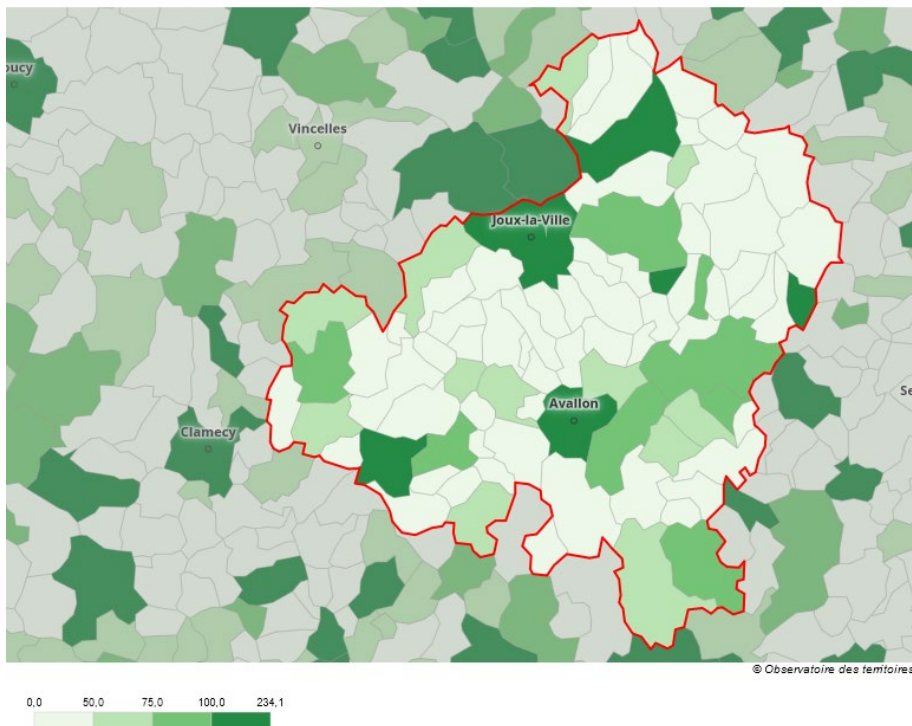 oucy
Vincelles
Joux-la-Ville
Avallon
Se
Clamecy
© Observatoire des territoires
0,0 50,0 75,0 100,0 234,1